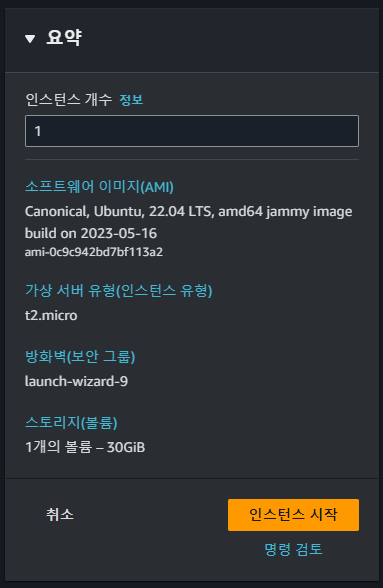 요약
인스턴스 개수 정보
1
소프트웨어 이미지(AMI)
Canonical, Ubuntu, 22.04 LTS, amd64 jammy image
build on 2023-05-16
ami-0c9c942bd7bf113a2
가상 서버 유형(인스턴스 유형)
t2.micro
방화벽(보안 그룹)
launch-wizard-9
스토리지(볼륨)
1개의 볼륨 – 30GiB
취소 인스턴스 시작
명령 검토